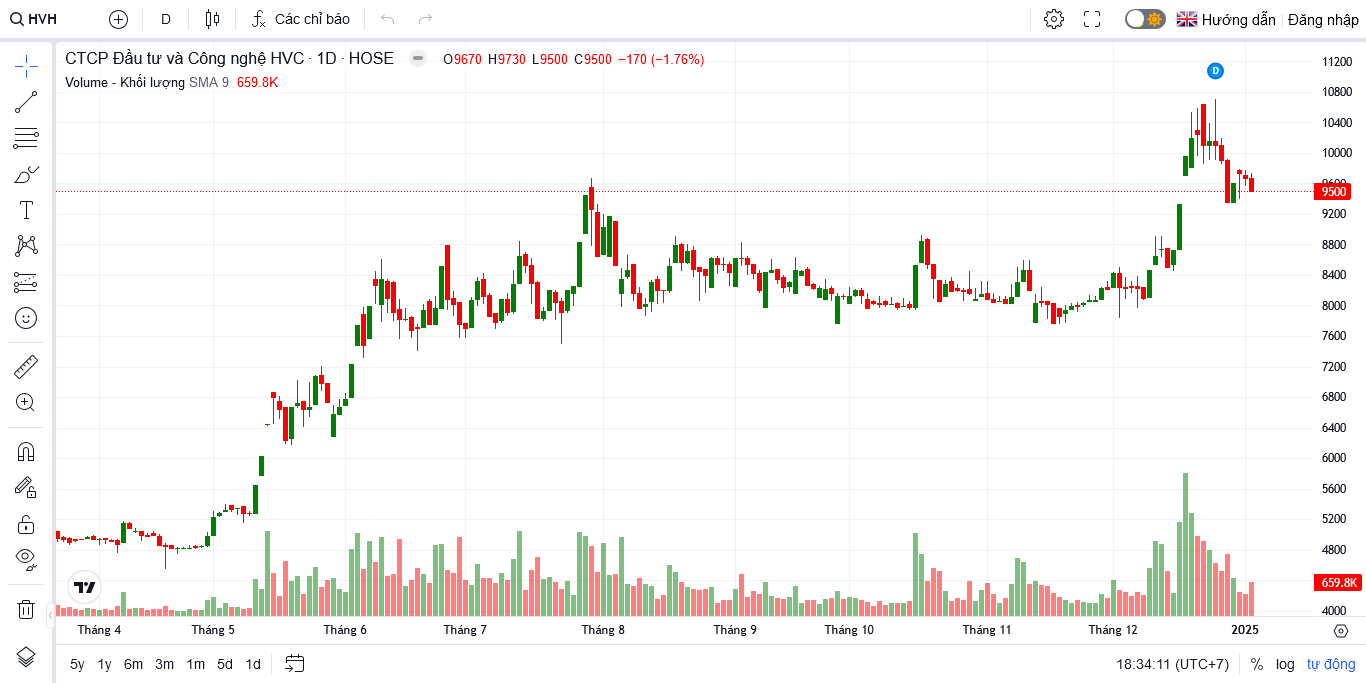 HVH D Các chỉ báo Hướng dẫn Đăng nhập
CTCP Đầu tư và Công nghệ HVC · 1D · HOSE O9670 H9730 L9500 C9500 −170 (−1.76%)
Volume - Khối lượng SMA 9 659.8K
D
11200
10800
10400
10000
9600
9500
9200
8800
8400
8000
7600
7200
6800
6400
6000
5600
5200
4800
659.8K
4000
Tháng 4 Tháng 5 Tháng 6 Tháng 7 Tháng 8 Tháng 9 Tháng 10 Tháng 11 Tháng 12 2025
5y 1y 6m 3m 1m 5d 1d 18:34:11 (UTC+7) % log tự động